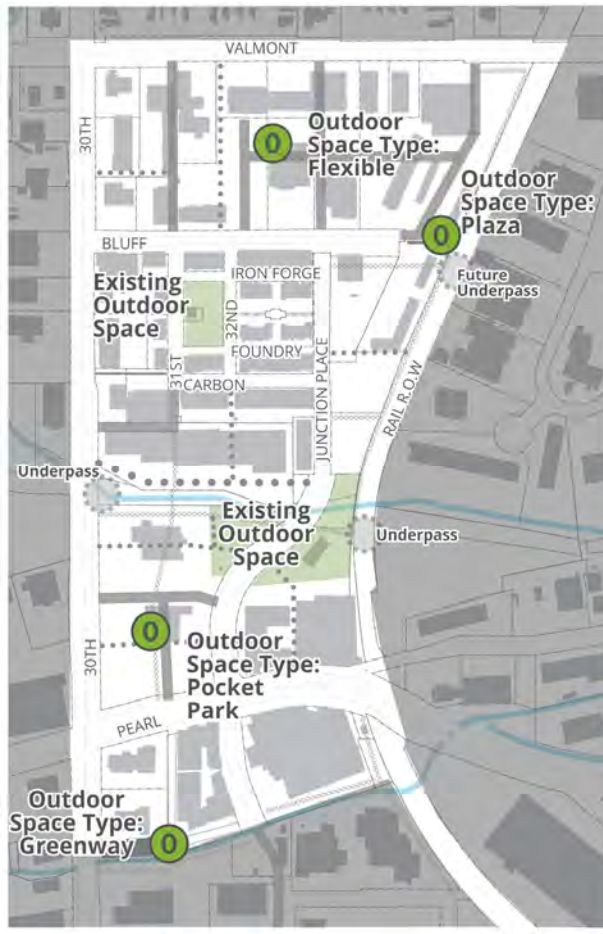 VALMONT
30TH
O
Outdoor
Space Type:
Flexible
Outdoor
Space Type:
Plaza
O
BLUFF
IRON FORGE
Future
Underpass
Existing
Outdoor
Space
32ND
FOUNDRY
31ST
CARBON
JUNCTION PLACE
RAIL R.O.W
Underpass
Existing
Outdoor
Space
Underpass
O
Outdoor
Space Type:
Pocket
Park
30TH
PEARL
Outdoor
Space Type:
Greenway
O